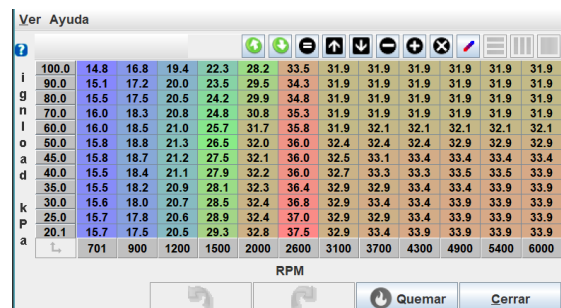 Ver Ayuda
ignload kPa
100.0 14.8 16.8 19.4 22.3 28.2 33.5 31.9 31.9 31.9 31.9 31.9 31.9
90.0 15.1 17.2 20.0 23.5 29.5 34.3 31.9 31.9 31.9 31.9 31.9 31.9
80.0 15.5 17.5 20.5 24.2 29.9 34.8 31.9 31.9 31.9 31.9 31.9 31.9
70.0 16.0 18.3 20.8 24.8 30.8 35.3 31.9 31.9 31.9 31.9 31.9 31.9
60.0 16.0 18.5 21.0 25.7 31.7 35.8 31.9 32.1 32.1 32.1 32.1 32.1
50.0 15.8 18.8 21.3 26.5 32.0 36.0 32.4 32.4 32.4 32.9 32.9 32.9
45.0 15.8 18.7 21.2 27.5 32.1 36.0 32.5 33.1 33.4 33.4 33.4 33.4
40.0 15.5 18.4 21.1 27.9 32.2 36.0 32.7 33.3 33.3 33.5 33.5 33.9
35.0 15.5 18.2 20.9 28.1 32.3 36.4 32.9 32.9 33.4 33.4 33.9 33.9
30.0 15.6 18.0 20.7 28.5 32.4 36.8 32.9 33.4 33.4 33.9 33.9 33.9
25.0 15.7 17.8 20.6 28.9 32.4 37.0 32.9 32.9 33.4 33.9 33.9 33.9
20.1 15.7 17.5 20.5 29.3 32.8 37.5 32.9 33.4 33.9 33.9 33.9 33.9
701 900 1200 1500 2000 2600 3100 3700 4300 4900 5400 6000
RPM
Quemar Cerrar